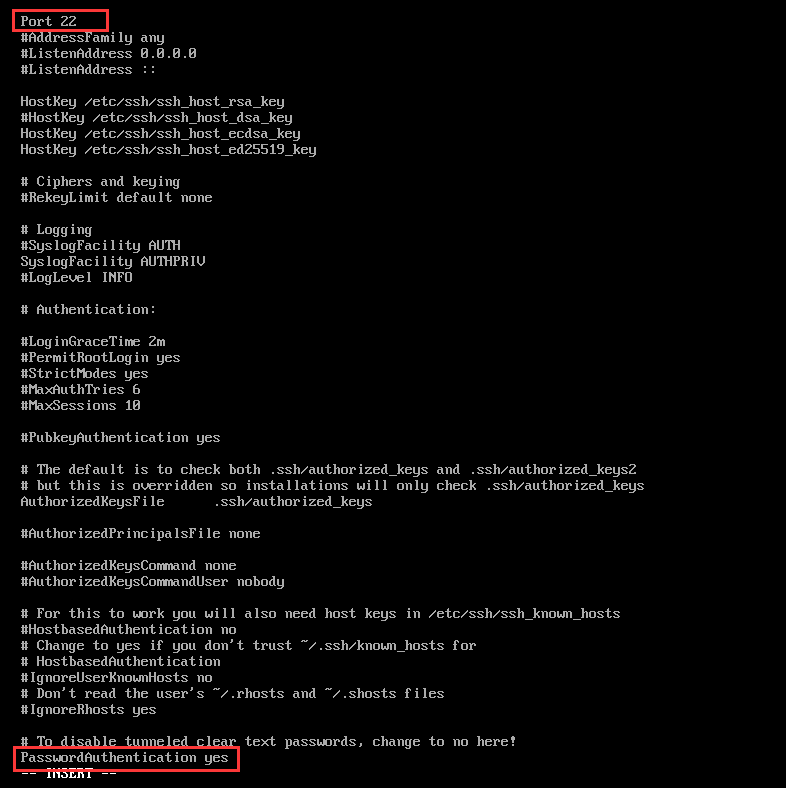 Port 22
#AddressFamily any
#ListenAddress 0.0.0.0
#ListenAddress ::
HostKey /etc/ssh/ssh_host_rsa_key
#HostKey /etc/ssh/ssh_host_dsa_key
HostKey /etc/ssh/ssh_host_ecdsa_key
HostKey /etc/ssh/ssh_host_ed25519_key
# Ciphers and keying
#RekeyLimit default none
# Logging
#SyslogFacility AUTH
SyslogFacility AUTHPRIV
#LogLevel INFO
# Authentication:
#LoginGraceTime 2m
#PermitRootLogin yes
#StrictModes yes
#MaxAuthTries 6
#MaxSessions 10
#PubkeyAuthentication yes
# The default is to check both .ssh/authorized_keys and .ssh/authorized_keys2
# but this is overridden so installations will only check .ssh/authorized_keys
AuthorizedKeysFile      .ssh/authorized_keys
#AuthorizedPrincipalsFile none
#AuthorizedKeysCommand none
#AuthorizedKeysCommandUser nobody
# For this to work you will also need host keys in /etc/ssh/ssh_known_hosts
#HostbasedAuthentication no
# Change to yes if you don't trust ~/.ssh/known_hosts for
# HostbasedAuthentication
#IgnoreUserKnownHosts no
# Don't read the user's ~/.rhosts and ~/.shosts files
#IgnoreRhosts yes
# To disable tunneled clear text passwords, change to no here!
PasswordAuthentication yes
-- INSERT --